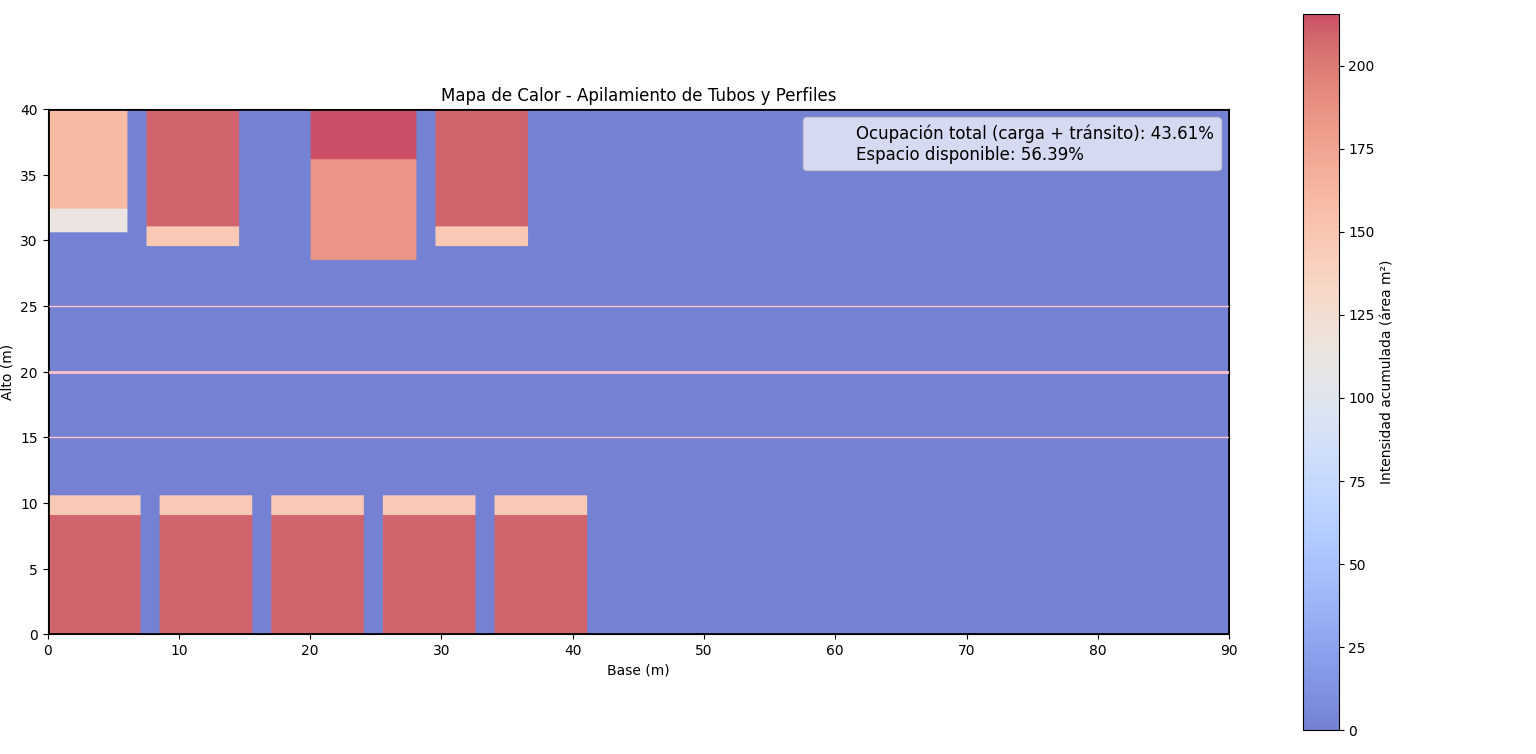 Mapa de Calor - Apilamiento de Tubos y Perfiles
Ocupación total (carga + tránsito): 43.61%
Espacio disponible: 56.39%
Alto (m)
40
35
30
25
20
15
10
5
0
0 10 20 30 40 50 60 70 80 90
Base (m)
200
175
150
125
100
75
50
25
0
Intensidad acumulada (área m²)